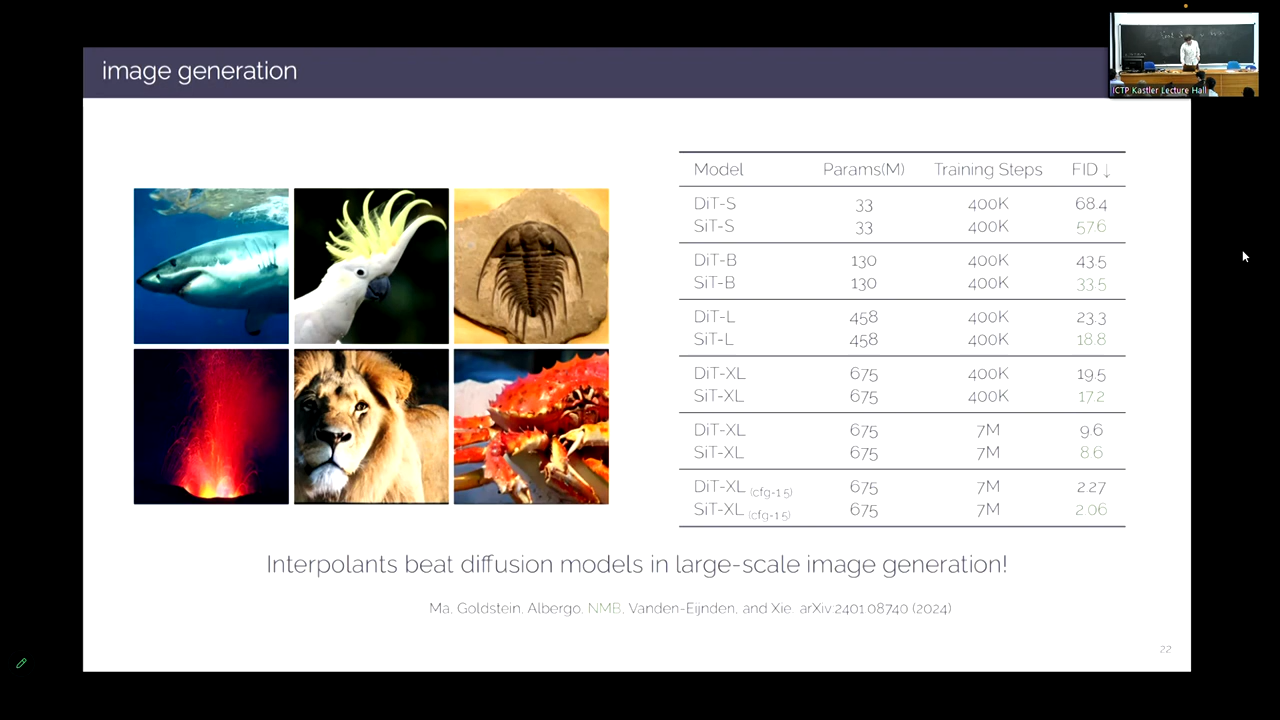 image generation
ICTP Kastler Lecture Hall
Model Params(M) Training Steps FID ↓
DiT-S 33 400K 68.4
SiT-S 33 400K 57.6
DiT-B 130 400K 43.5
SiT-B 130 400K 33.5
DiT-L 458 400K 23.3
SiT-L 458 400K 18.8
DiT-XL 675 400K 19.5
SiT-XL 675 400K 17.2
DiT-XL 675 7M 9.6
SiT-XL 675 7M 8.6
DiT-XL (cfg=1.5) 675 7M 2.27
SiT-XL (cfg=1.5) 675 7M 2.06
Interpolants beat diffusion models in large-scale image generation!
Ma, Goldstein, Albergo, NMB, Vanden-Eijnden, and Xie. arXiv 2401.08740 (2024)
22